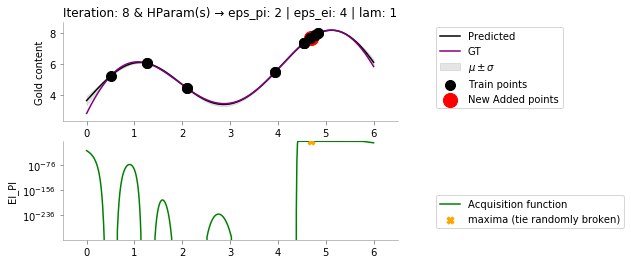 Iteration: 8 & HParam(s) → eps_pi: 2 | eps_ei: 4 | lam: 1
Gold content
8
6
4
0 1 2 3 4 5 6
Predicted
GT
μ ± σ
Train points
New Added points
EI_PI
10⁻⁷⁶
10⁻¹⁵⁶
10⁻²³⁶
0 1 2 3 4 5 6
Acquisition function
maxima (tie randomly broken)